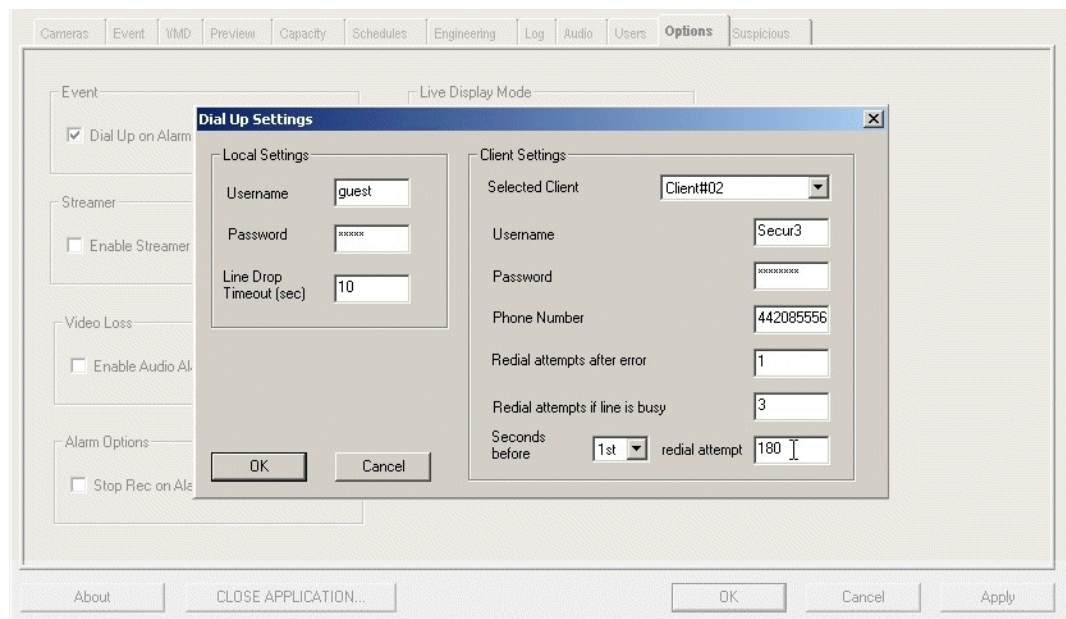 Cameras Event VMD Preview Capacity Schedules Engineering Log Audio Users Options Suspicious
Event
Live Display Mode
Dial Up on Alarm
Streamer
Enable Streamer
Video Loss
Enable Audio
Alarm Options
Stop Rec on
Dial Up Settings
Local Settings
Username guest
Password xxxxx
Line Drop
Timeout (sec) 10
OK Cancel
Client Settings
Selected Client Client#02
Username Secur3
Password xxxxxxxx
Phone Number 442085556
Redial attempts after error 1
Redial attempts if line is busy 3
Seconds
before 1st redial attempt 180
About CLOSE APPLICATION... OK Cancel Apply